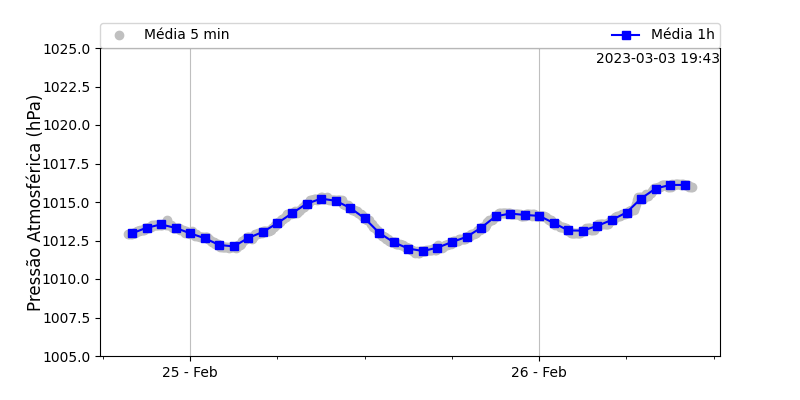 Média 5 min
Média 1h
2023-03-03 19:43
Pressão Atmosférica (hPa)
1025.0
1022.5
1020.0
1017.5
1015.0
1012.5
1010.0
1007.5
1005.0
25 - Feb
26 - Feb